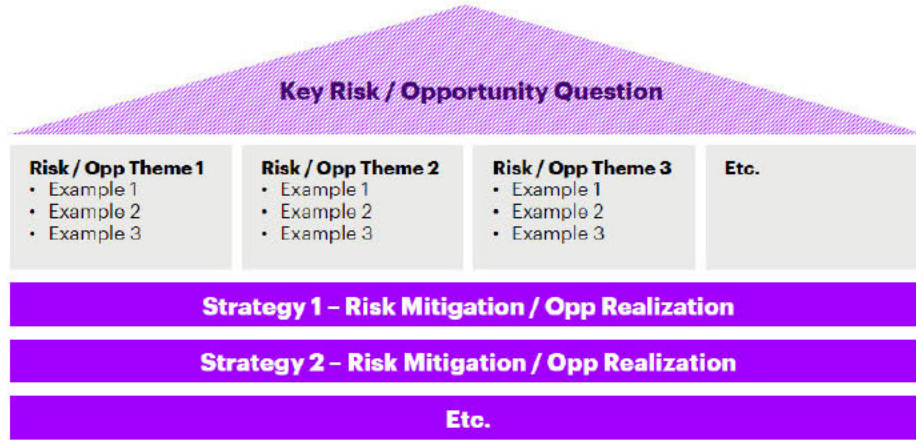 Key Risk / Opportunity Question
Risk / Opp Theme 1
• Example 1
• Example 2
• Example 3
Risk / Opp Theme 2
• Example 1
• Example 2
• Example 3
Risk / Opp Theme 3
• Example 1
• Example 2
• Example 3
Etc.
Strategy 1 – Risk Mitigation / Opp Realization
Strategy 2 – Risk Mitigation / Opp Realization
Etc.